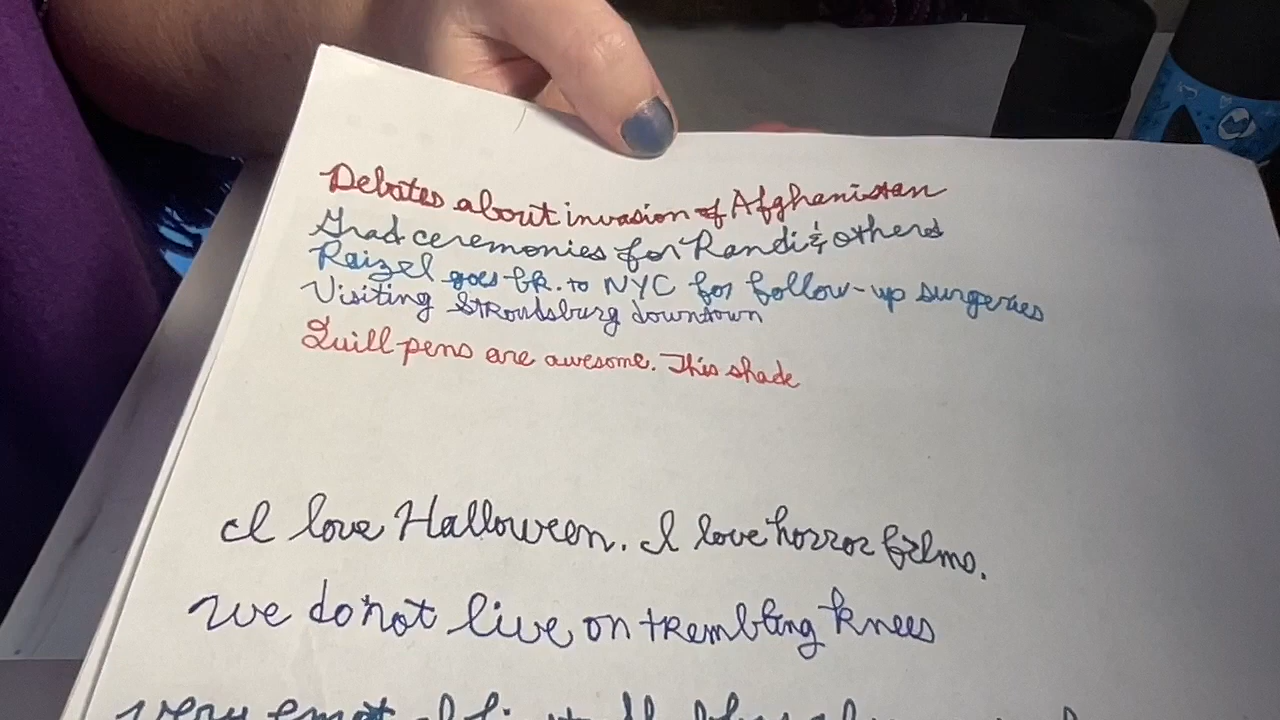 Debates about invasion of Afghanistan
Grad ceremonies for Randi & others
Raizel goes bk. to NYC for follow-up surgeries
Visiting Stroudsburg downtown
Quill pens are awesome. This shade
I love Halloween. I love horror films.
We do not live on trembling knees
very